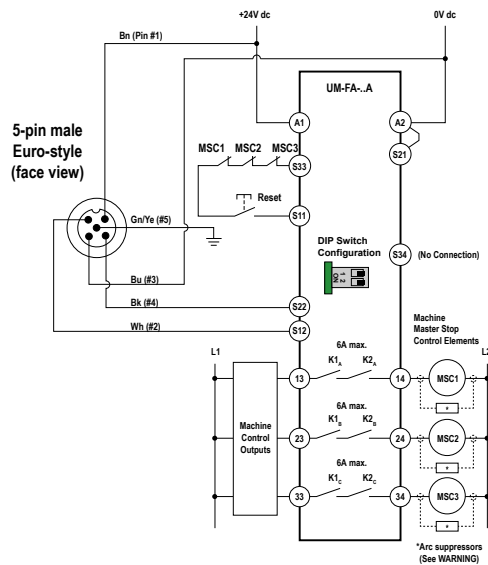 +24V dc
0V dc
Bn (Pin #1)
UM-FA-..A
5-pin male
Euro-style
(face view)
A1
A2
MSC1 MSC2 MSC3
S21
S33
Reset
Gn/Ye (#5)
S11
DIP Switch
Configuration
S34
(No Connection)
1 2
ON
Bu (#3)
Bk (#4)
S22
Wh (#2)
S12
Machine
Master Stop
Control Elements
L1
L2
6A max.
K1A
K2A
13
14
MSC1
*
Machine
Control
Outputs
6A max.
K1B
K2B
23
24
MSC2
*
6A max.
K1C
K2C
33
34
MSC3
*
*Arc suppressors
(See WARNING)